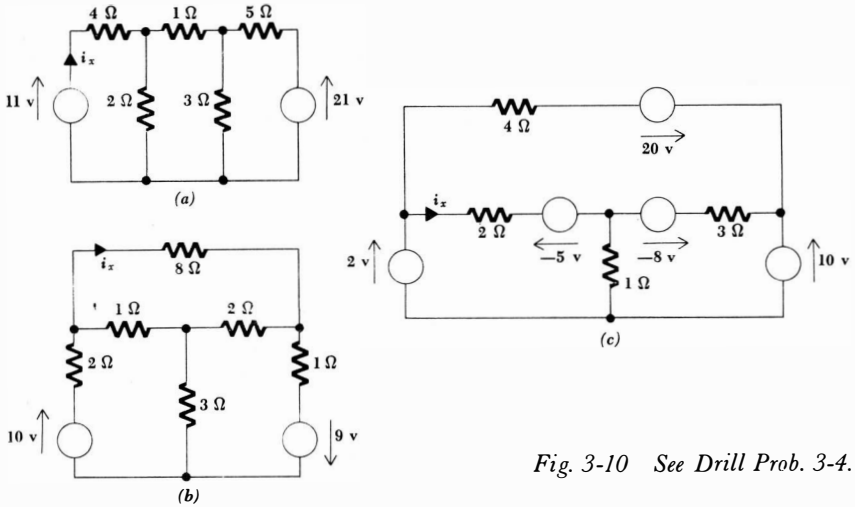 4 Ω 1 Ω 5 Ω
i_x
11 v 2 Ω 3 Ω 21 v
(a)
4 Ω 20 v
i_x
2 Ω −5 v −8 v 3 Ω
2 v 1 Ω 10 v
(c)
i_x 8 Ω
1 Ω 2 Ω
2 Ω 1 Ω
3 Ω
10 v 9 v
(b)
Fig. 3-10 See Drill Prob. 3-4.